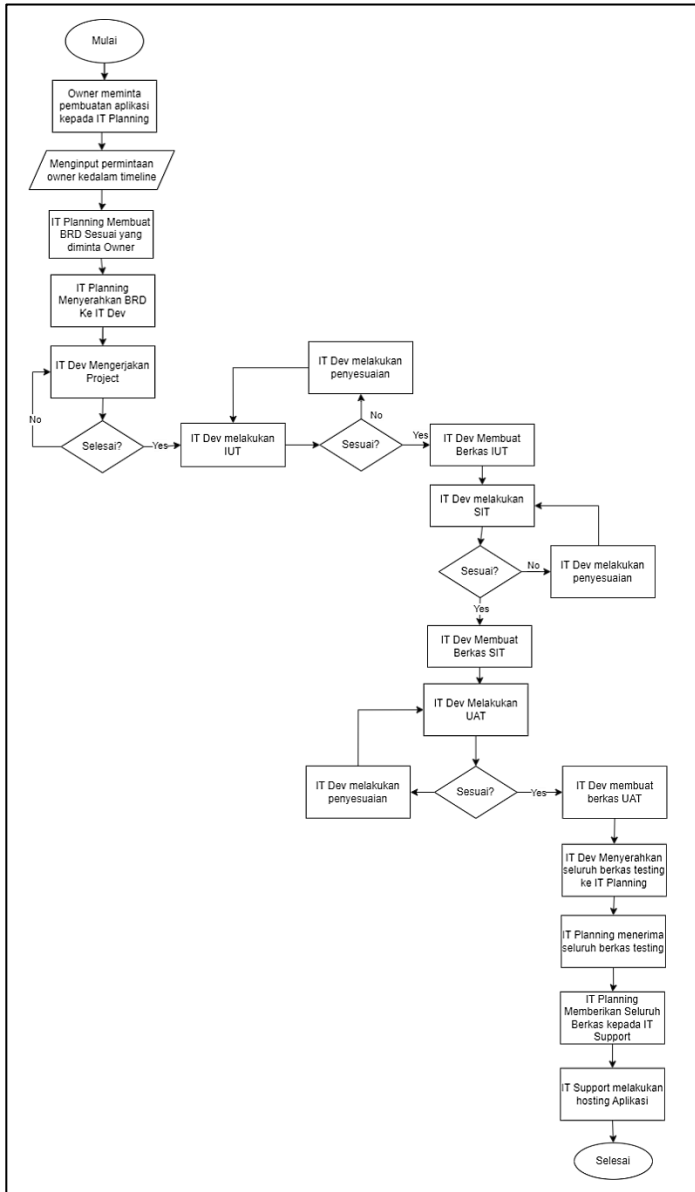 Mulai
Owner meminta
pembuatan aplikasi
kepada IT Planning
Menginput permintaan
owner kedalam timeline
IT Planning Membuat
BRD Sesuai yang
diminta Owner
IT Planning
Menyerahkan BRD
Ke IT Dev
IT Dev Mengerjakan
Project
No
Selesai?
Yes
IT Dev melakukan
IUT
IT Dev melakukan
penyesuaian
No
Sesuai?
Yes
IT Dev Membuat
Berkas IUT
IT Dev melakukan
SIT
Sesuai?
No
IT Dev melakukan
penyesuaian
Yes
IT Dev Membuat
Berkas SIT
IT Dev Melakukan
UAT
IT Dev melakukan
penyesuaian
Sesuai?
Yes
IT Dev membuat
berkas UAT
IT Dev Menyerahkan
seluruh berkas testing
ke IT Planning
IT Planning menerima
seluruh berkas testing
IT Planning
Memberikan Seluruh
Berkas kepada IT
Support
IT Support melakukan
hosting Aplikasi
Selesai